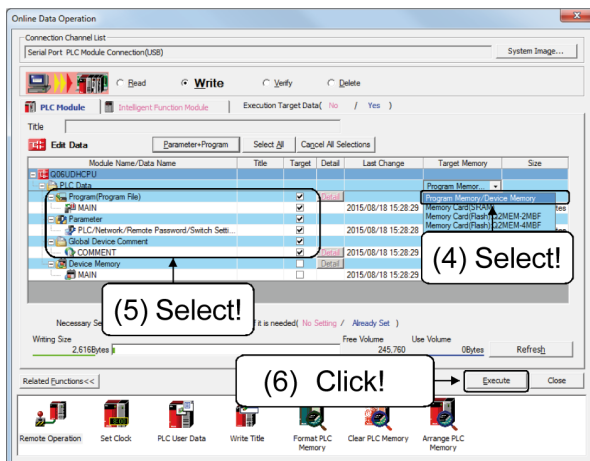 Online Data Operation
Connection Channel List
Serial Port PLC Module Connection(USB)
System Image...
Read
Write
Verify
Delete
PLC Module
Intelligent Function Module
Execution Target Data( No / Yes )
Title
Edit Data
Parameter+Program
Select All
Cancel All Selections
Module Name/Data Name
Title
Target
Detail
Last Change
Target Memory
Size
Q06UDHCPU
PLC Data
Program Memor...
Program(Program File)
Detail
Program Memory/Device Memory
MAIN
2015/08/18 15:28:29
Memory Card(SRAM)
Parameter
Memory Card(Flash) Q2MEM-2MBF
PLC/Network/Remote Password/Switch Setti...
2015/08/18 15:28:28
Memory Card(Flash) Q2MEM-4MBF
Global Device Comment
COMMENT
Detail
2015/08/18 15:28:29
Device Memory
Detail
MAIN
2015/08/18 15:28:29
(4) Select!
(5) Select!
Necessary Se
if it is needed( No Setting / Already Set )
Writing Size
2,616Bytes
Free Volume
245,760
Use Volume
0Bytes
Refresh
(6) Click!
Related Functions<<
Execute
Close
Remote Operation
Set Clock
PLC User Data
Write Title
Format PLC Memory
Clear PLC Memory
Arrange PLC Memory